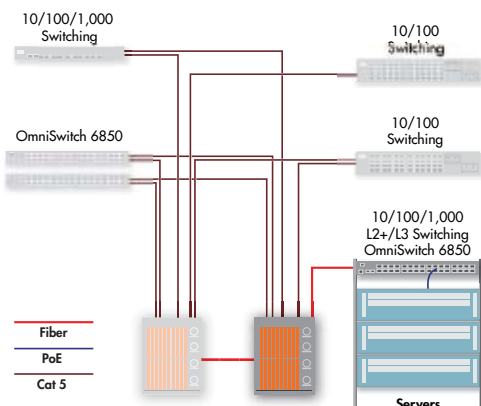 10/100/1,000
Switching
10/100
Switching
OmniSwitch 6850
10/100
Switching
10/100/1,000
L2+/L3 Switching
OmniSwitch 6850
Fiber
PoE
Cat 5
Servers